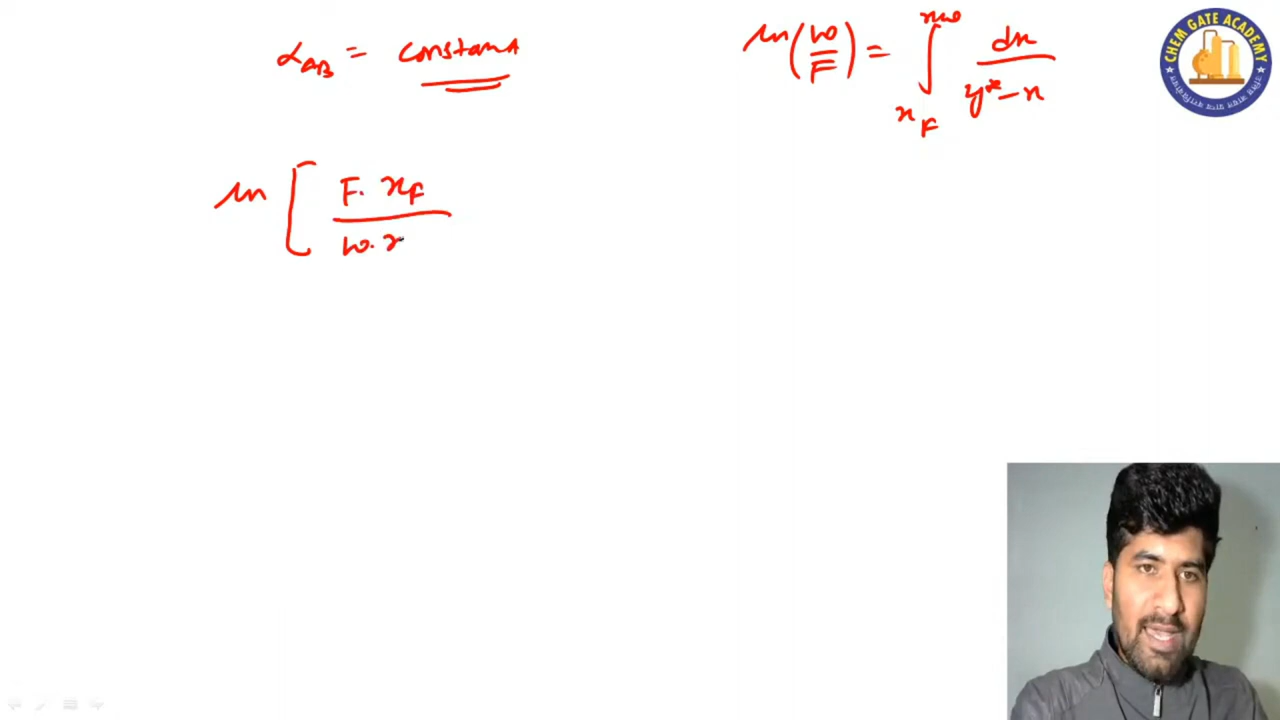 α_AB = constant
ln(W/F) = ∫_{x_F}^{x_W} dx / (y* − x)
ln [ F. x_F / W. x
CHEM GATE ACADEMY